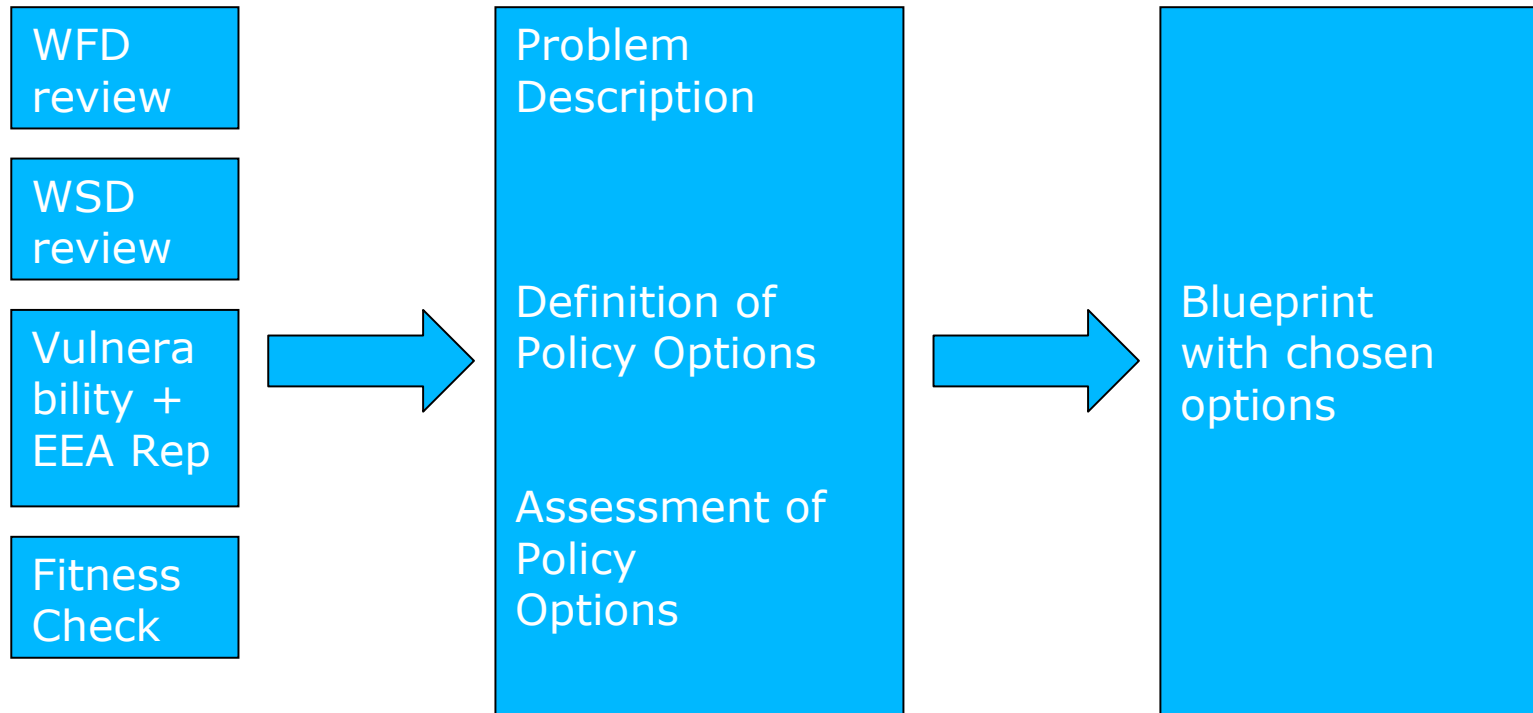 WFD
review
WSD
review
Vulnera
bility +
EEA Rep
Fitness
Check
Problem
Description
Definition of
Policy Options
Assessment of
Policy
Options
Blueprint
with chosen
options